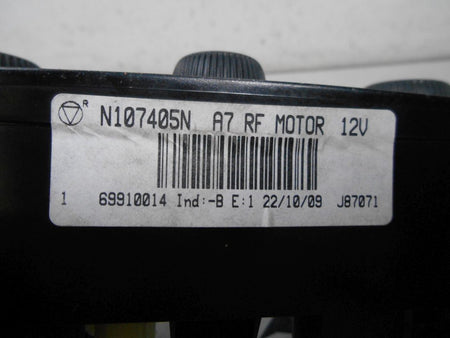 R N107405N A7 RF MOTOR 12V
1 69910014 Ind:-B E:1 22/10/09 J87071